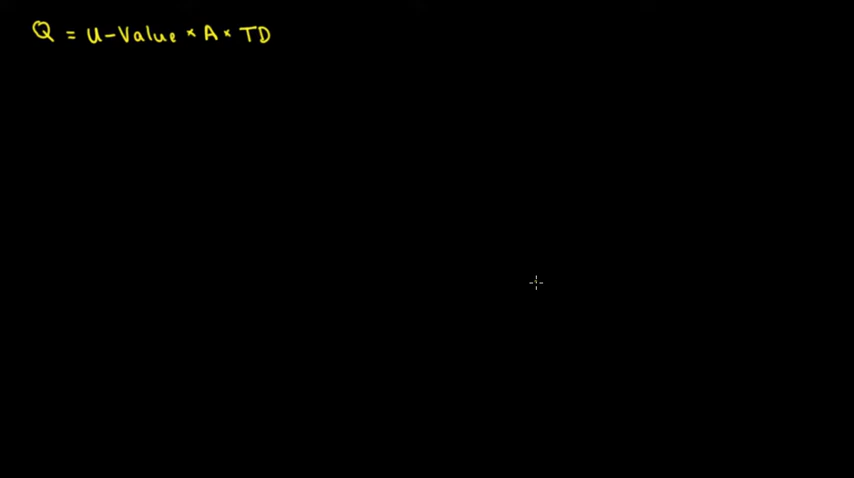 Q = U-Value × A × TD